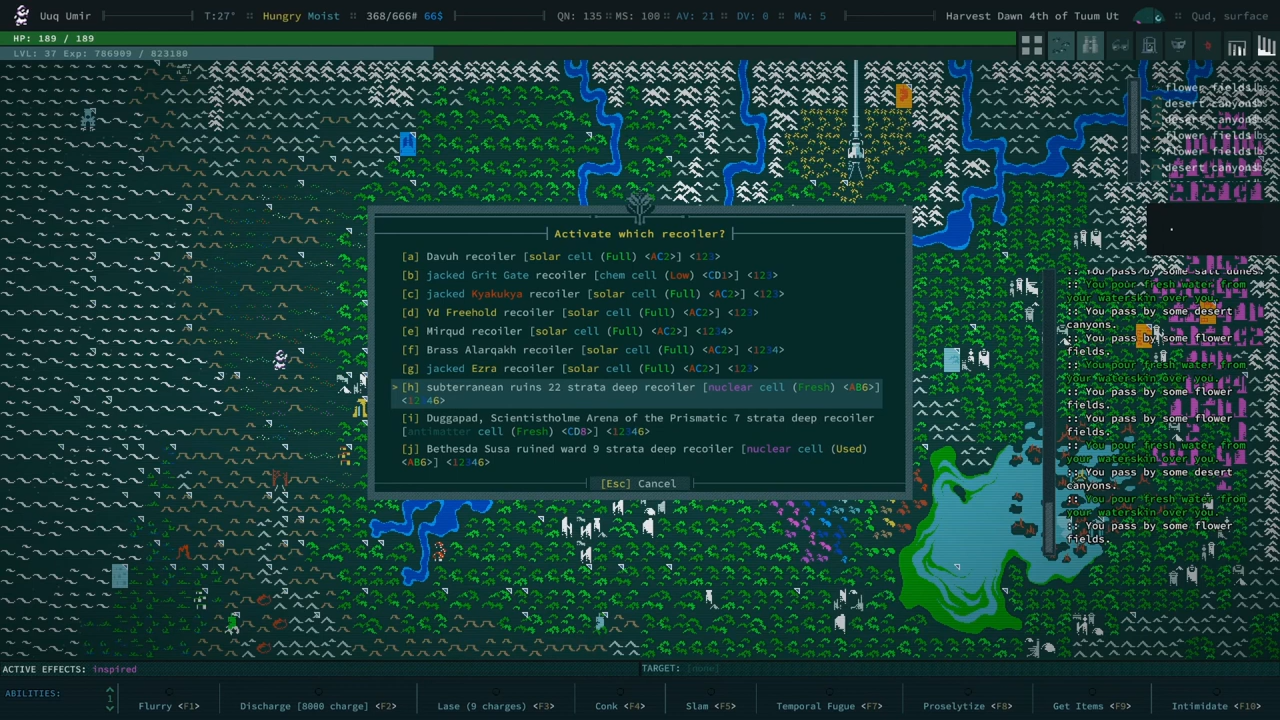 Uuq Umir T:27° Hungry Moist 368/666# 66$ QN: 135 MS: 100 AV: 21 DV: 0 MA: 5 Harvest Dawn 4th of Tuum Ut Qud, surface
HP: 189 / 189
LVL: 37 Exp: 786909 / 823180
flower fields
desert canyons
desert canyons
flower fields
flower fields
desert canyons
Activate which recoiler?
[a] Davuh recoiler [solar cell (Full) <AC2>] <123>
[b] jacked Grit Gate recoiler [chem cell (Low) <CD1>] <123>
[c] jacked Kyakukya recoiler [solar cell (Full) <AC2>] <123>
[d] Yd Freehold recoiler [solar cell (Full) <AC2>] <123>
[e] Mirqud recoiler [solar cell (Full) <AC2>] <1234>
[f] Brass Alarqakh recoiler [solar cell (Full) <AC2>] <1234>
[g] jacked Ezra recoiler [solar cell (Full) <AC2>] <123>
> [h] subterranean ruins 22 strata deep recoiler [nuclear cell (Fresh) <AB6>]
<12346>
[i] Duggapad, Scientistholme Arena of the Prismatic 7 strata deep recoiler
[antimatter cell (Fresh) <CD8>] <12346>
[j] Bethesda Susa ruined ward 9 strata deep recoiler [nuclear cell (Used)
<AB6>] <12346>
[Esc] Cancel
:: You pass by some salt dunes.
:: You pour fresh water from
your waterskin over you.
:: You pass by some desert
canyons.
:: You pass by some flower
fields.
:: You pour fresh water from
your waterskin over you.
:: You pass by some flower
fields.
:: You pass by some flower
fields.
:: You pour fresh water from
your waterskin over you.
:: You pass by some desert
canyons.
:: You pour fresh water from
your waterskin over you.
:: You pass by some flower
fields.
ACTIVE EFFECTS: inspired TARGET: [none]
ABILITIES: 1 Flurry <F1> Discharge [8000 charge] <F2> Lase (9 charges) <F3> Conk <F4> Slam <F5> Temporal Fugue <F7> Proselytize <F8> Get Items <F9> Intimidate <F10>